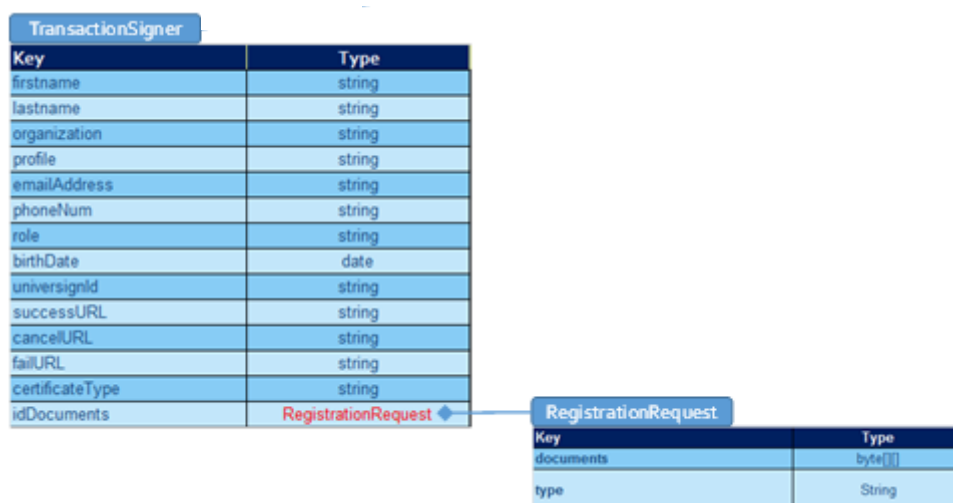 TransactionSigner
Key Type
firstname string
lastname string
organization string
profile string
emailAddress string
phoneNum string
role string
birthDate date
universignId string
successURL string
cancelURL string
failURL string
certificateType string
idDocuments RegistrationRequest
RegistrationRequest
Key Type
documents byte[][]
type String